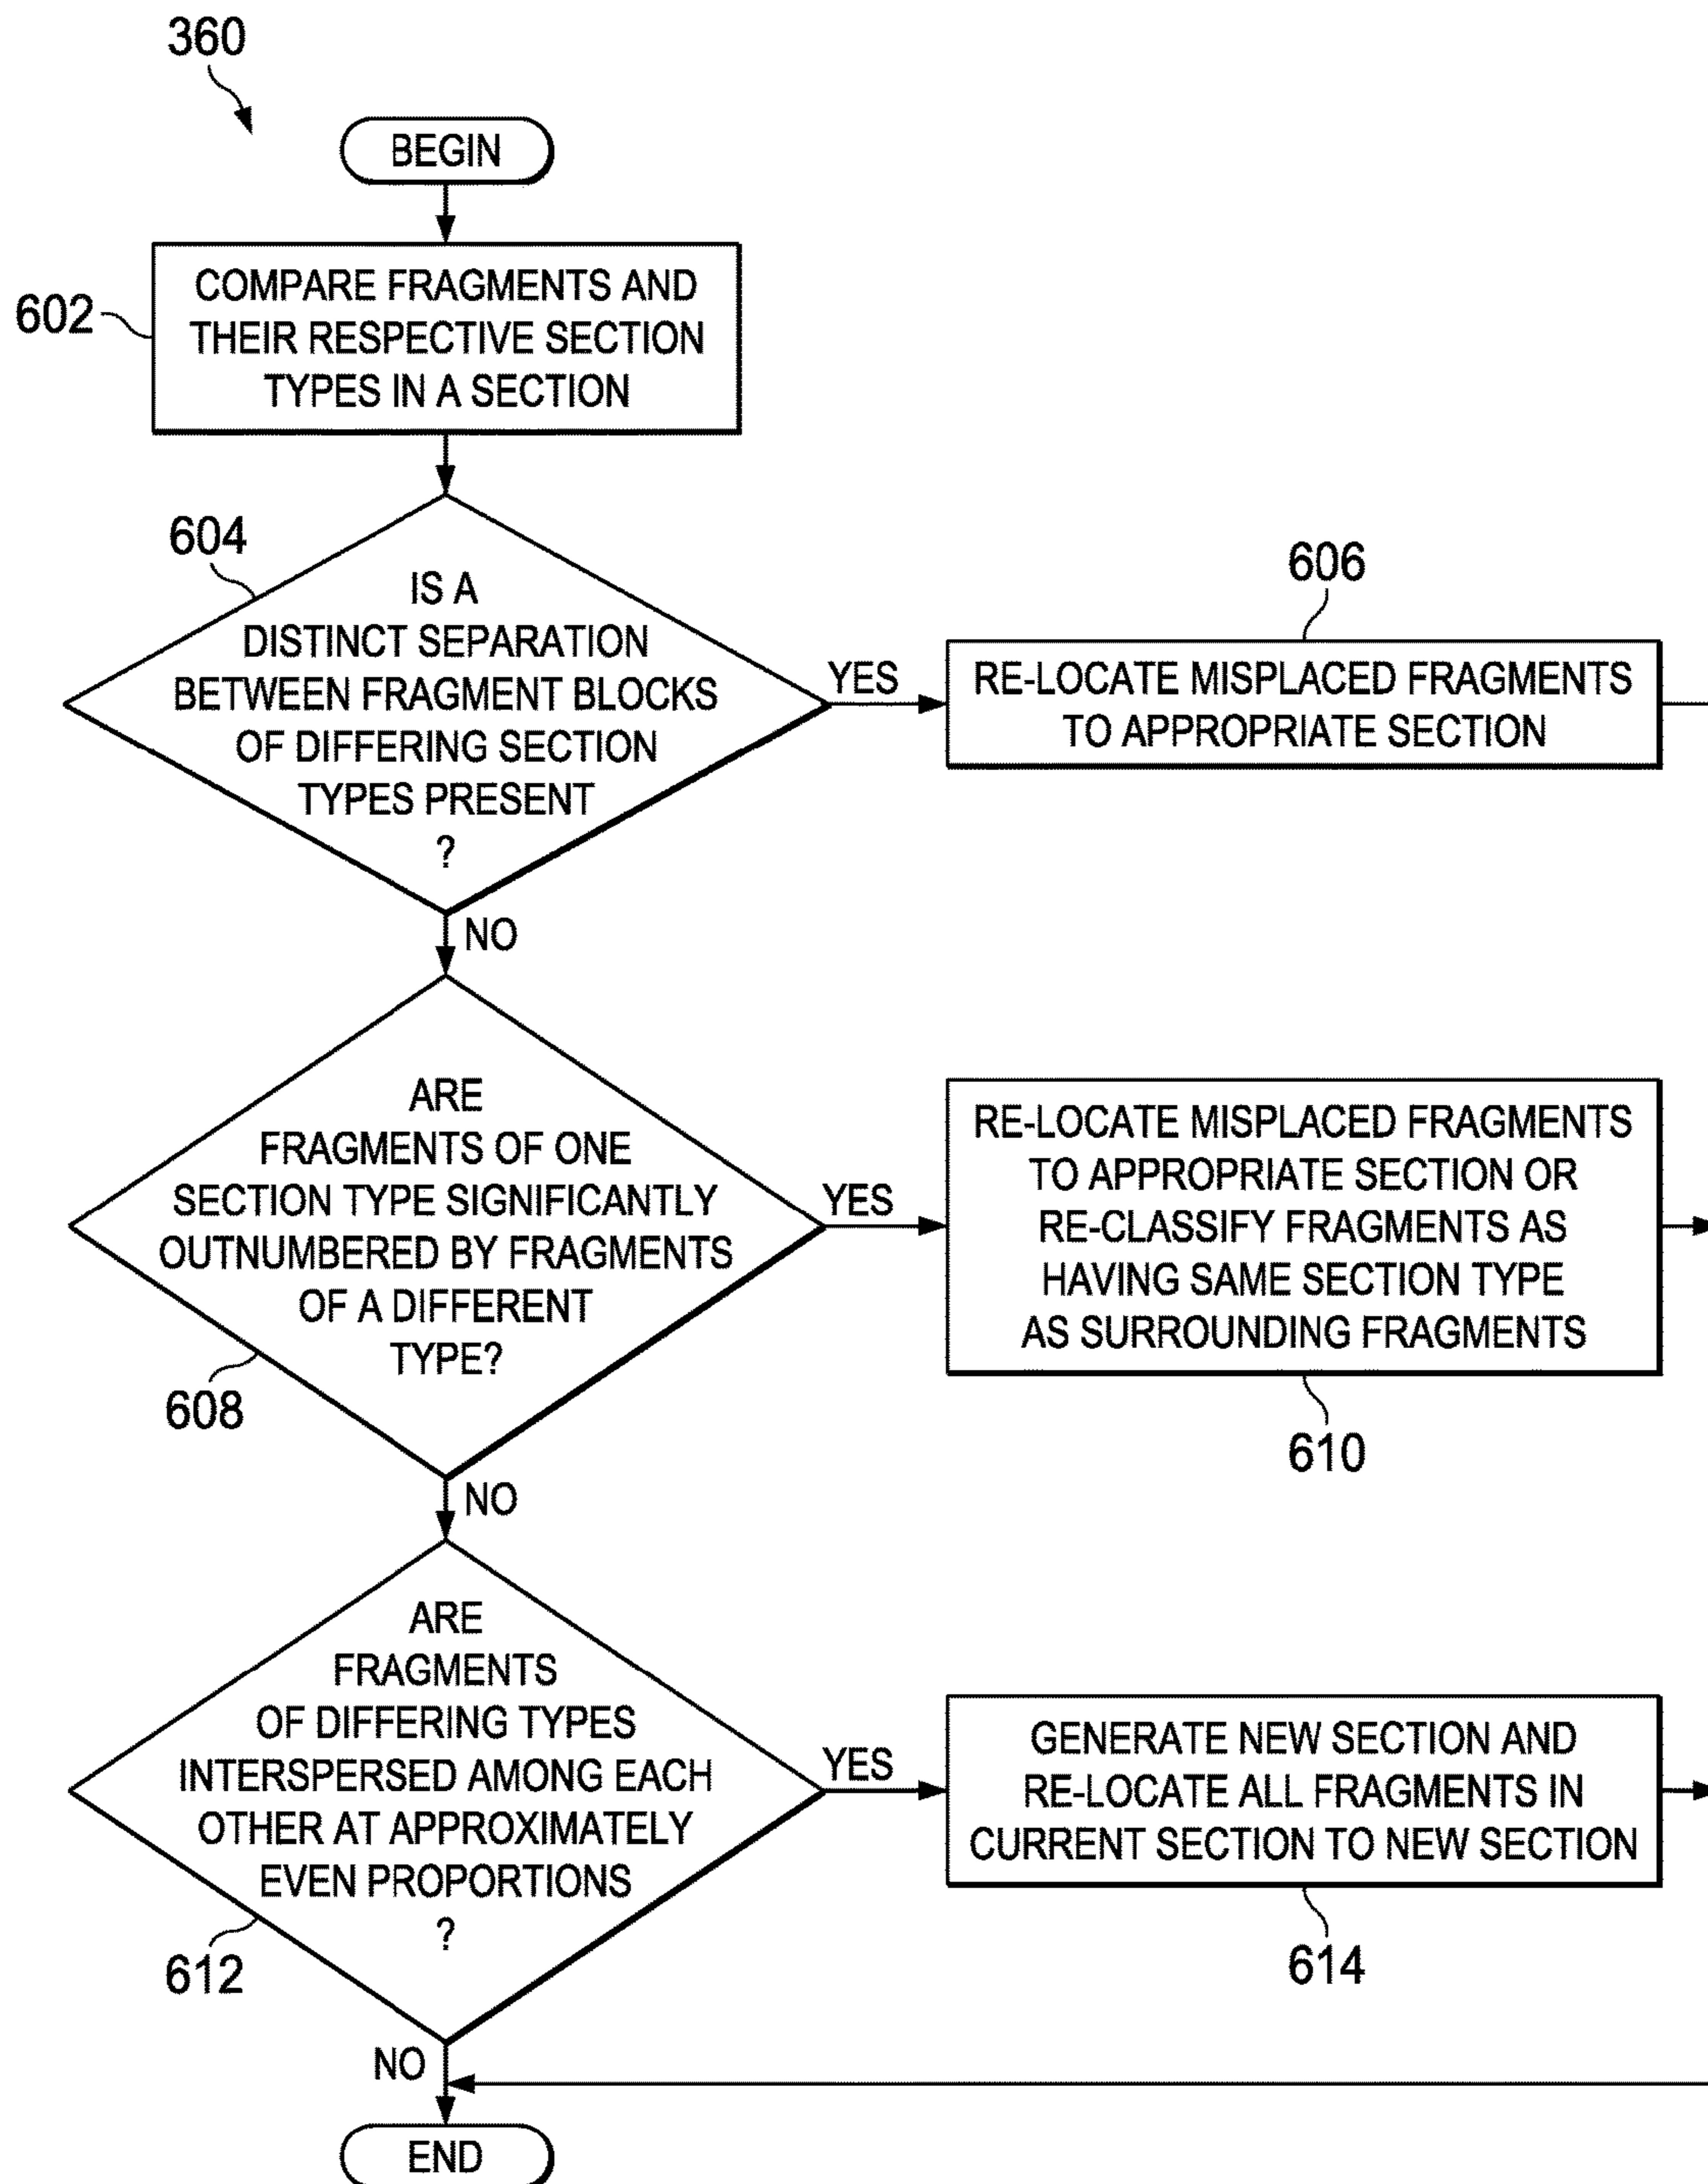 360
BEGIN
602
COMPARE FRAGMENTS AND
THEIR RESPECTIVE SECTION
TYPES IN A SECTION
604
IS A
DISTINCT SEPARATION
BETWEEN FRAGMENT BLOCKS
OF DIFFERING SECTION
TYPES PRESENT
?
YES
606
RE-LOCATE MISPLACED FRAGMENTS
TO APPROPRIATE SECTION
NO
ARE
FRAGMENTS OF ONE
SECTION TYPE SIGNIFICANTLY
OUTNUMBERED BY FRAGMENTS
OF A DIFFERENT
TYPE?
608
YES
RE-LOCATE MISPLACED FRAGMENTS
TO APPROPRIATE SECTION OR
RE-CLASSIFY FRAGMENTS AS
HAVING SAME SECTION TYPE
AS SURROUNDING FRAGMENTS
610
NO
ARE
FRAGMENTS
OF DIFFERING TYPES
INTERSPERSED AMONG EACH
OTHER AT APPROXIMATELY
EVEN PROPORTIONS
?
612
YES
GENERATE NEW SECTION AND
RE-LOCATE ALL FRAGMENTS IN
CURRENT SECTION TO NEW SECTION
614
NO
END